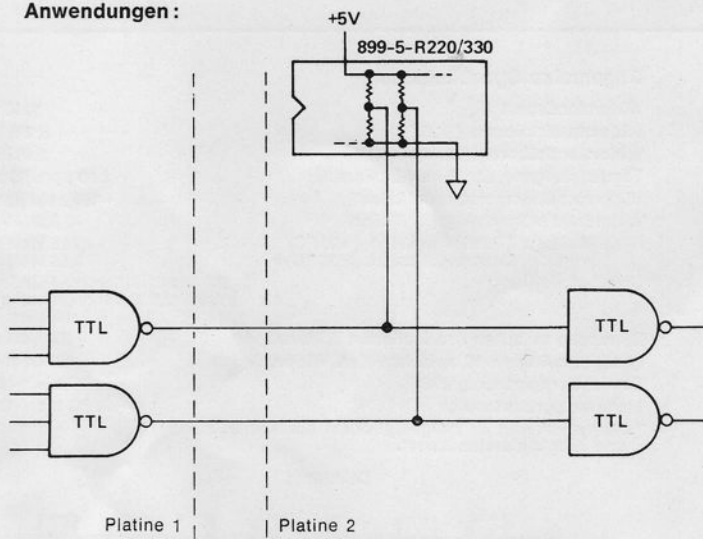 Anwendungen:
+5V
899-5-R220/330
TTL
TTL
TTL
TTL
Platine 1
Platine 2